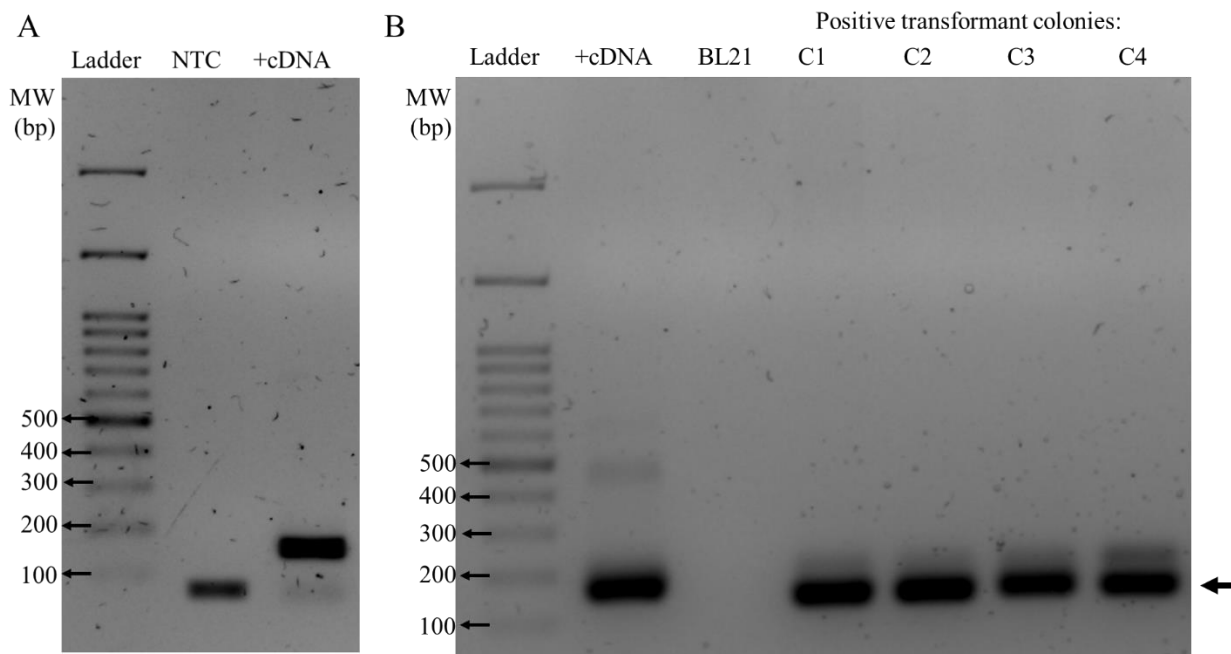 A
Ladder NTC +cDNA
MW
(bp)
500
400
300
200
100
B
Positive transformant colonies:
Ladder +cDNA BL21 C1 C2 C3 C4
MW
(bp)
500
400
300
200
100